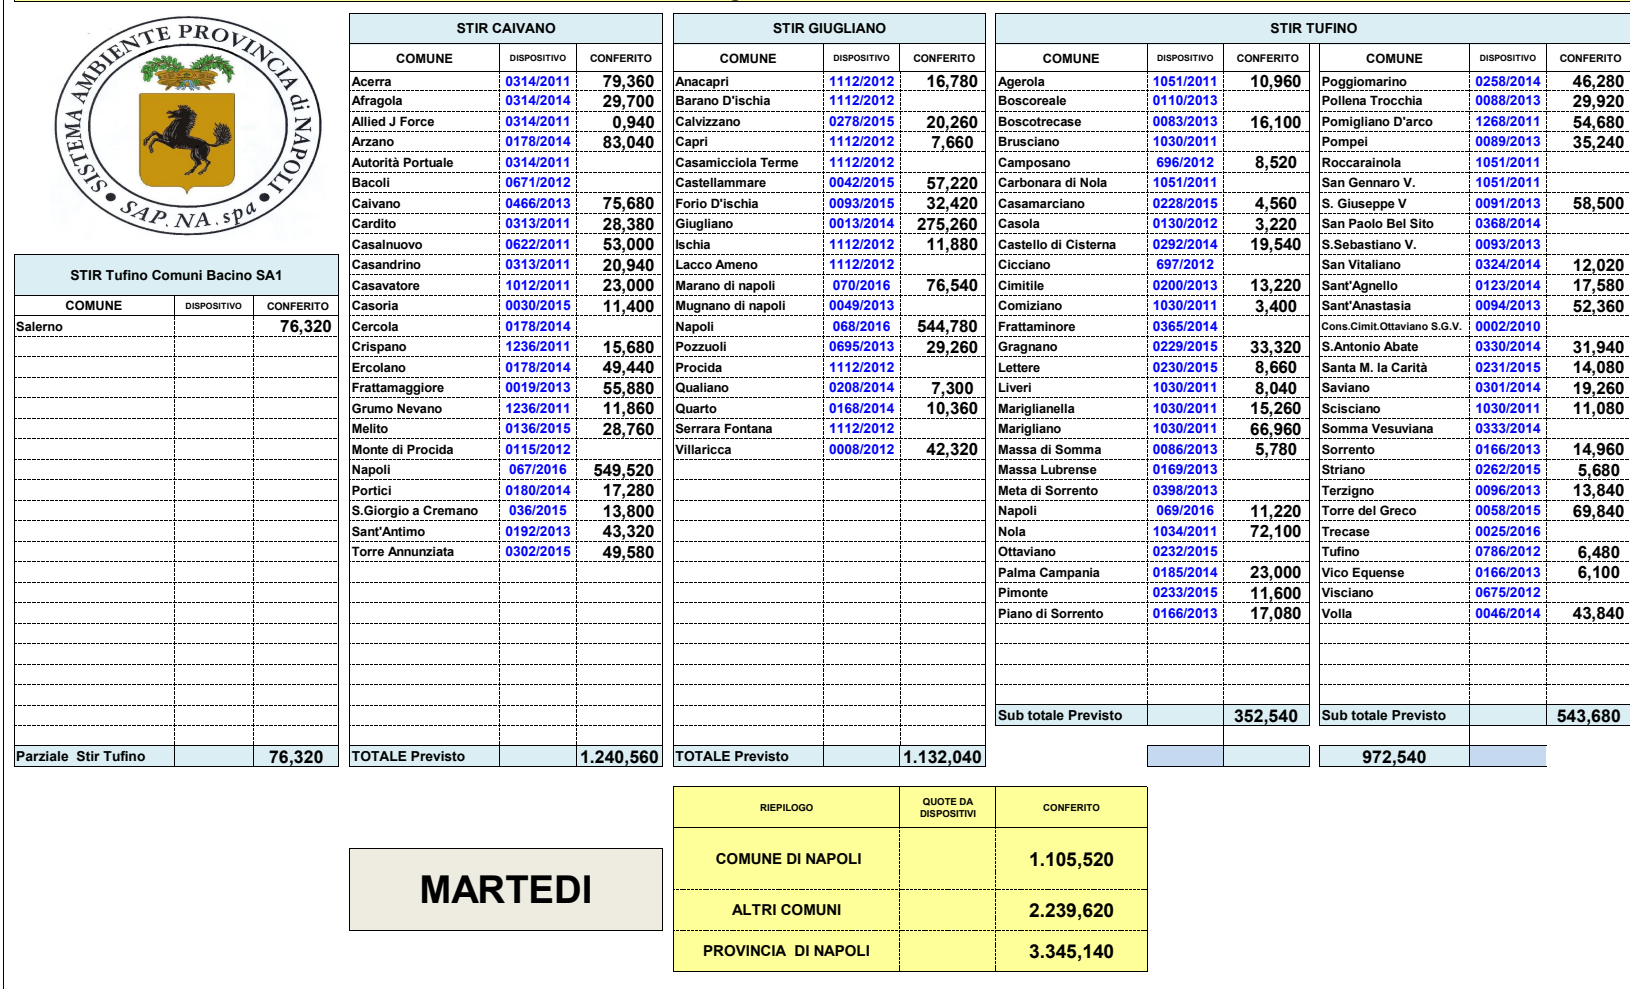 SISTEMA AMBIENTE PROVINCIA di NAPOLI
SAP.NA.spa
STIR Tufino Comuni Bacino SA1
COMUNE DISPOSITIVO CONFERITO
Salerno 76,320
Parziale Stir Tufino 76,320
STIR CAIVANO
COMUNE DISPOSITIVO CONFERITO
Acerra 0314/2011 79,360
Afragola 0314/2014 29,700
Allied J Force 0314/2011 0,940
Arzano 0178/2014 83,040
Autorità Portuale 0314/2011
Bacoli 0671/2012
Caivano 0466/2013 75,680
Cardito 0313/2011 28,380
Casalnuovo 0622/2011 53,000
Casandrino 0313/2011 20,940
Casavatore 1012/2011 23,000
Casoria 0030/2015 11,400
Cercola 0178/2014
Crispano 1236/2011 15,680
Ercolano 0178/2014 49,440
Frattamaggiore 0019/2013 55,880
Grumo Nevano 1236/2011 11,860
Melito 0136/2015 28,760
Monte di Procida 0115/2012
Napoli 067/2016 549,520
Portici 0180/2014 17,280
S.Giorgio a Cremano 036/2015 13,800
Sant'Antimo 0192/2013 43,320
Torre Annunziata 0302/2015 49,580
TOTALE Previsto 1.240,560
STIR GIUGLIANO
COMUNE DISPOSITIVO CONFERITO
Anacapri 1112/2012 16,780
Barano D'ischia 1112/2012
Calvizzano 0278/2015 20,260
Capri 1112/2012 7,660
Casamicciola Terme 1112/2012
Castellammare 0042/2015 57,220
Forio D'ischia 0093/2015 32,420
Giugliano 0013/2014 275,260
Ischia 1112/2012 11,880
Lacco Ameno 1112/2012
Marano di napoli 070/2016 76,540
Mugnano di napoli 0049/2013
Napoli 068/2016 544,780
Pozzuoli 0695/2013 29,260
Procida 1112/2012
Qualiano 0208/2014 7,300
Quarto 0168/2014 10,360
Serrara Fontana 1112/2012
Villaricca 0008/2012 42,320
TOTALE Previsto 1.132,040
STIR TUFINO
COMUNE DISPOSITIVO CONFERITO
Agerola 1051/2011 10,960
Boscoreale 0110/2013
Boscotrecase 0083/2013 16,100
Brusciano 1030/2011
Camposano 696/2012 8,520
Carbonara di Nola 1051/2011
Casamarciano 0228/2015 4,560
Casola 0130/2012 3,220
Castello di Cisterna 0292/2014 19,540
Cicciano 697/2012
Cimitile 0200/2013 13,220
Comiziano 1030/2011 3,400
Frattaminore 0365/2014
Gragnano 0229/2015 33,320
Lettere 0230/2015 8,660
Liveri 1030/2011 8,040
Mariglianella 1030/2011 15,260
Marigliano 1030/2011 66,960
Massa di Somma 0086/2013 5,780
Massa Lubrense 0169/2013
Meta di Sorrento 0398/2013
Napoli 069/2016 11,220
Nola 1034/2011 72,100
Ottaviano 0232/2015
Palma Campania 0185/2014 23,000
Pimonte 0233/2015 11,600
Piano di Sorrento 0166/2013 17,080
Sub totale Previsto 352,540
COMUNE DISPOSITIVO CONFERITO
Poggiomarino 0258/2014 46,280
Pollena Trocchia 0088/2013 29,920
Pomigliano D'arco 1268/2011 54,680
Pompei 0089/2013 35,240
Roccarainola 1051/2011
San Gennaro V. 1051/2011
S. Giuseppe V 0091/2013 58,500
San Paolo Bel Sito 0368/2014
S.Sebastiano V. 0093/2013
San Vitaliano 0324/2014 12,020
Sant'Agnello 0123/2014 17,580
Sant'Anastasia 0094/2013 52,360
Cons.Cimit.Ottaviano S.G.V. 0002/2010
S.Antonio Abate 0330/2014 31,940
Santa M. la Carità 0231/2015 14,080
Saviano 0301/2014 19,260
Scisciano 1030/2011 11,080
Somma Vesuviana 0333/2014
Sorrento 0166/2013 14,960
Striano 0262/2015 5,680
Terzigno 0096/2013 13,840
Torre del Greco 0058/2015 69,840
Trecase 0025/2016
Tufino 0786/2012 6,480
Vico Equense 0166/2013 6,100
Visciano 0675/2012
Volla 0046/2014 43,840
Sub totale Previsto 543,680
972,540
MARTEDI
RIEPILOGO QUOTE DA DISPOSITIVI CONFERITO
COMUNE DI NAPOLI 1.105,520
ALTRI COMUNI 2.239,620
PROVINCIA DI NAPOLI 3.345,140